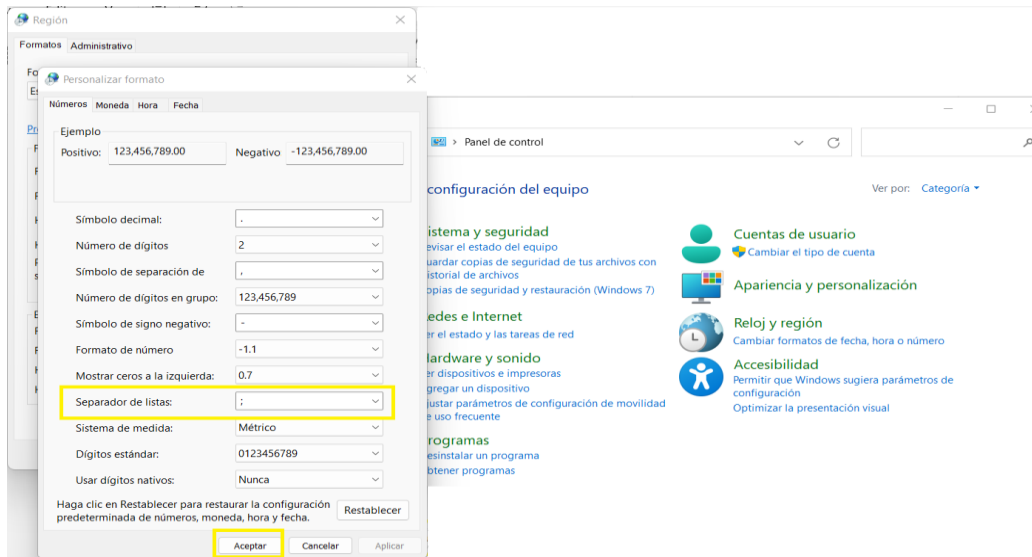 Región
Formatos Administrativo
Personalizar formato
Números Moneda Hora Fecha
Ejemplo
Positivo: 123,456,789.00 Negativo -123,456,789.00
Símbolo decimal: .
Número de dígitos 2
Símbolo de separación de ,
Número de dígitos en grupo: 123,456,789
Símbolo de signo negativo: -
Formato de número -1.1
Mostrar ceros a la izquierda: 0.7
Separador de listas: ;
Sistema de medida: Métrico
Dígitos estándar: 0123456789
Usar dígitos nativos: Nunca
Haga clic en Restablecer para restaurar la configuración
predeterminada de números, moneda, hora y fecha.
Restablecer
Aceptar Cancelar Aplicar
> Panel de control
configuración del equipo
Ver por: Categoría
istema y seguridad
evisar el estado del equipo
uardar copias de seguridad de tus archivos con
istorial de archivos
opias de seguridad y restauración (Windows 7)
edes e Internet
er el estado y las tareas de red
ardware y sonido
er dispositivos e impresoras
gregar un dispositivo
justar parámetros de configuración de movilidad
e uso frecuente
rogramas
esinstalar un programa
btener programas
Cuentas de usuario
Cambiar el tipo de cuenta
Apariencia y personalización
Reloj y región
Cambiar formatos de fecha, hora o número
Accesibilidad
Permitir que Windows sugiera parámetros de
configuración
Optimizar la presentación visual